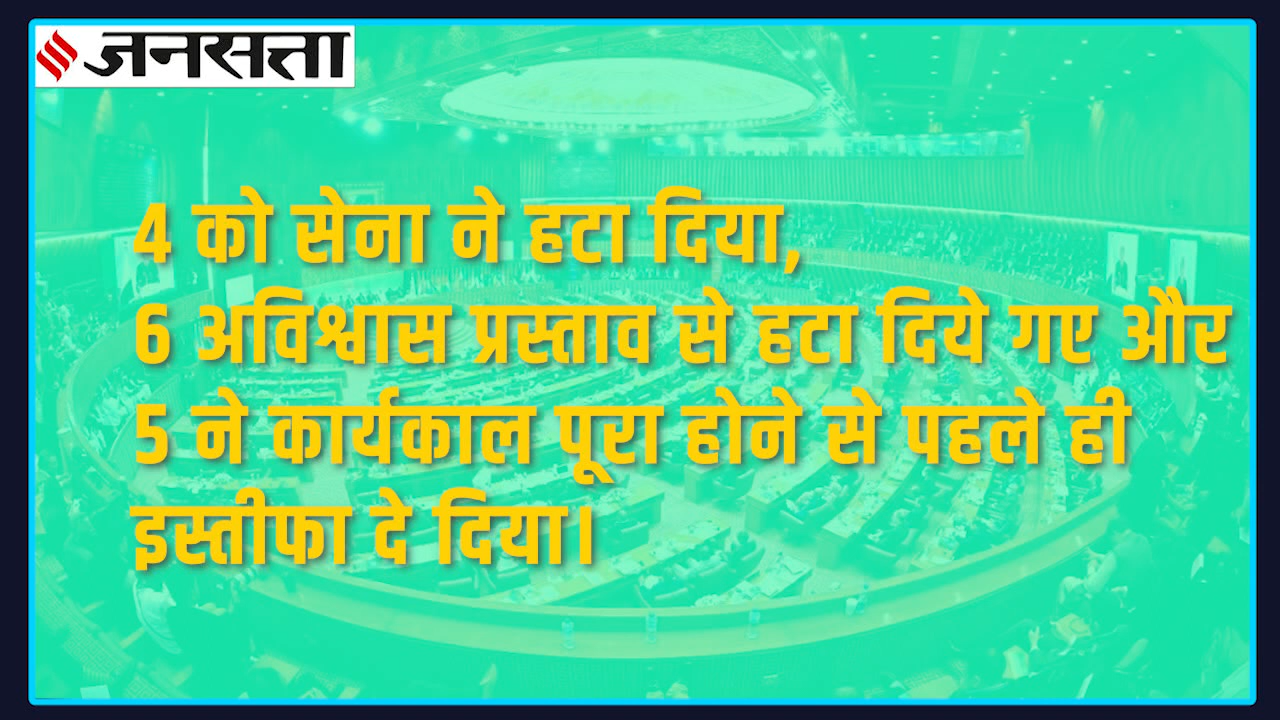 जनसत्ता
4 को सेना ने हटा दिया,
6 अविश्वास प्रस्ताव से हटा दिये गए और
5 ने कार्यकाल पूरा होने से पहले ही
इस्तीफा दे दिया।